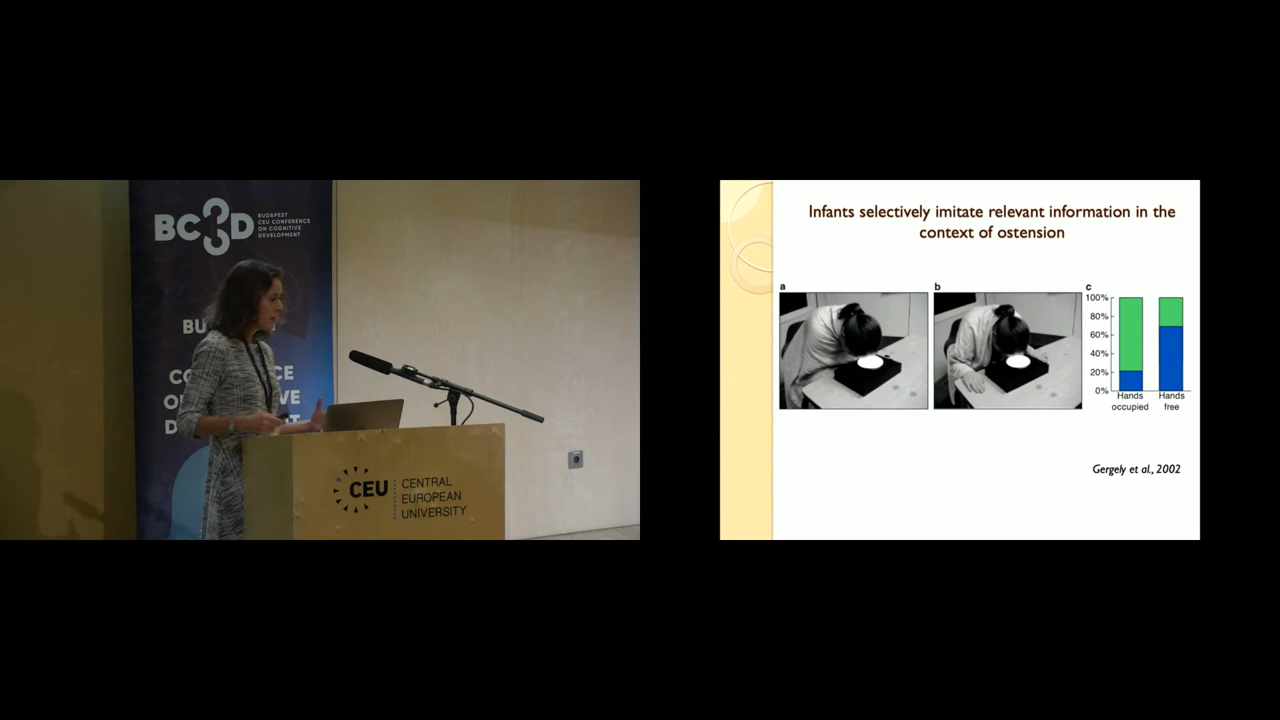 BC3D
BUDAPEST
CEU CONFERENCE
ON COGNITIVE
DEVELOPMENT
CEU
CENTRAL
EUROPEAN
UNIVERSITY
Infants selectively imitate relevant information in the
context of ostension
a
b
c
100%
80%
60%
40%
20%
0%
Hands
occupied
Hands
free
Gergely et al., 2002